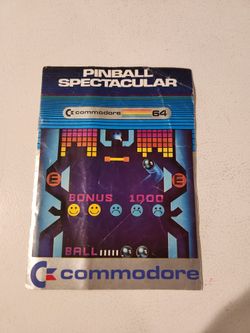 PINBALL
SPECTACULAR
commodore 64
BONUS 1000
BALL
commodore